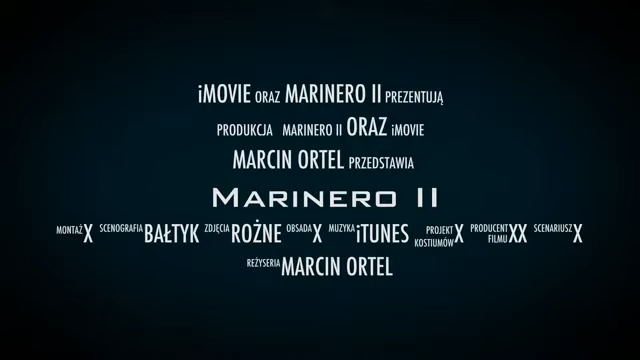 iMOVIE ORAZ MARINERO II PREZENTUJĄ
PRODUKCJA MARINERO II ORAZ iMOVIE
MARCIN ORTEL PRZEDSTAWIA
MARINERO II
MONTAŻ X SCENOGRAFIA BAŁTYK ZDJĘCIA ROŻNE OBSADA X MUZYKA iTUNES PROJEKT KOSTIUMÓW X PRODUCENT FILMU XX SCENARIUSZ X
REŻYSERIA MARCIN ORTEL